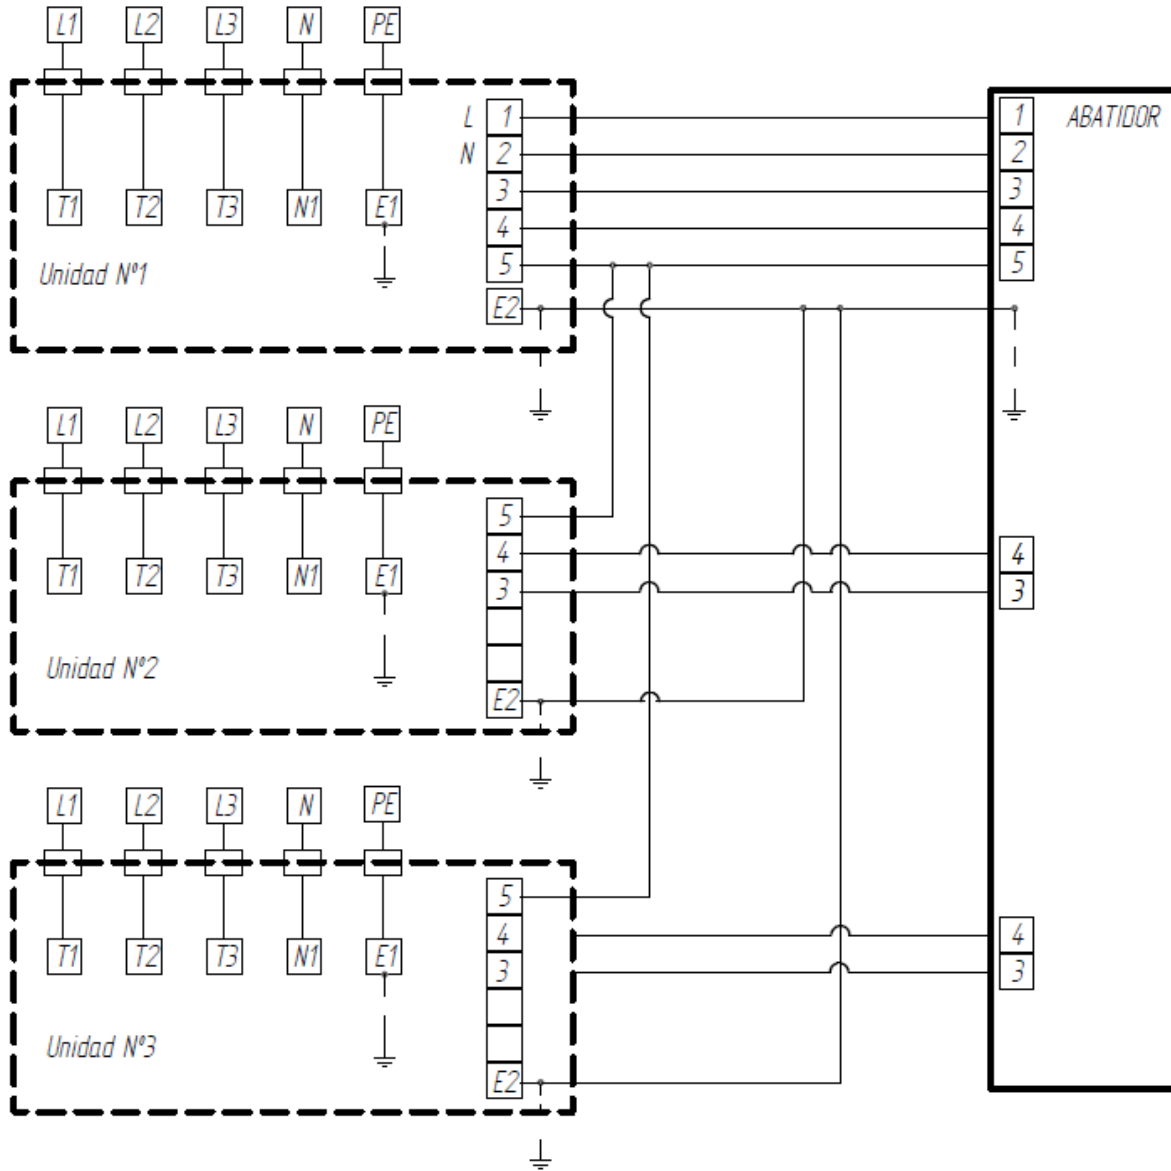 L1 L2 L3 N PE
L 1 1 ABATIDOR
N 2 2
T1 T2 T3 N1 E1 3 3
4 4
Unidad Nº1 5 5
E2
L1 L2 L3 N PE
5
4 4
T1 T2 T3 N1 E1 3 3
Unidad Nº2
E2
L1 L2 L3 N PE
5
4 4
T1 T2 T3 N1 E1 3 3
Unidad Nº3
E2